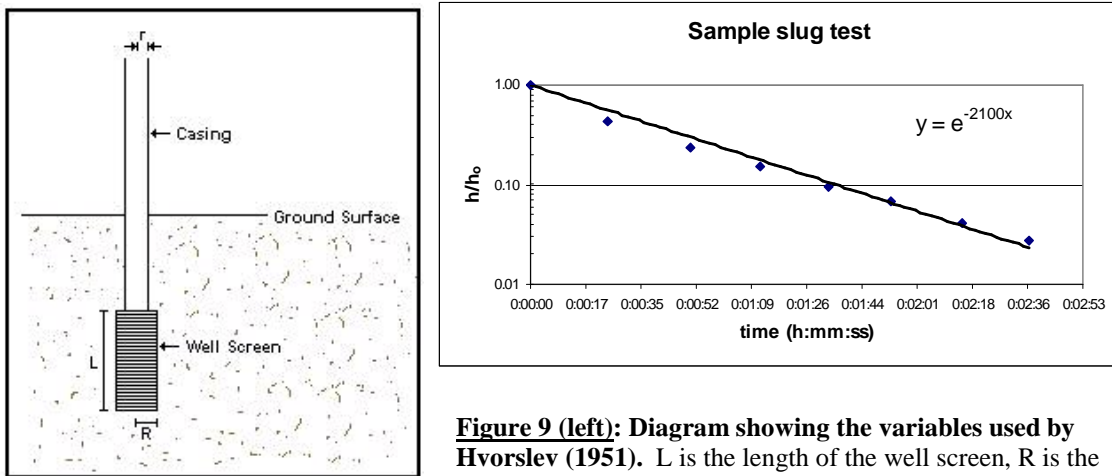 r
Casing
Ground Surface
L
Well Screen
R
Sample slug test
1.00
0.10
0.01
h/ho
y = e-2100x
0:00:00 0:00:17 0:00:35 0:00:52 0:01:09 0:01:26 0:01:44 0:02:01 0:02:18 0:02:36 0:02:53
time (h:mm:ss)
Figure 9 (left): Diagram showing the variables used by
Hvorslev (1951). L is the length of the well screen, R is the